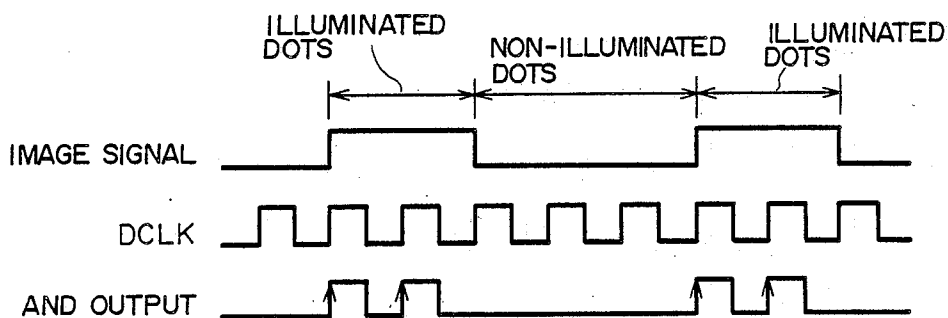 ILLUMINATED
DOTS
NON-ILLUMINATED
DOTS
ILLUMINATED
DOTS
IMAGE SIGNAL
DCLK
AND OUTPUT